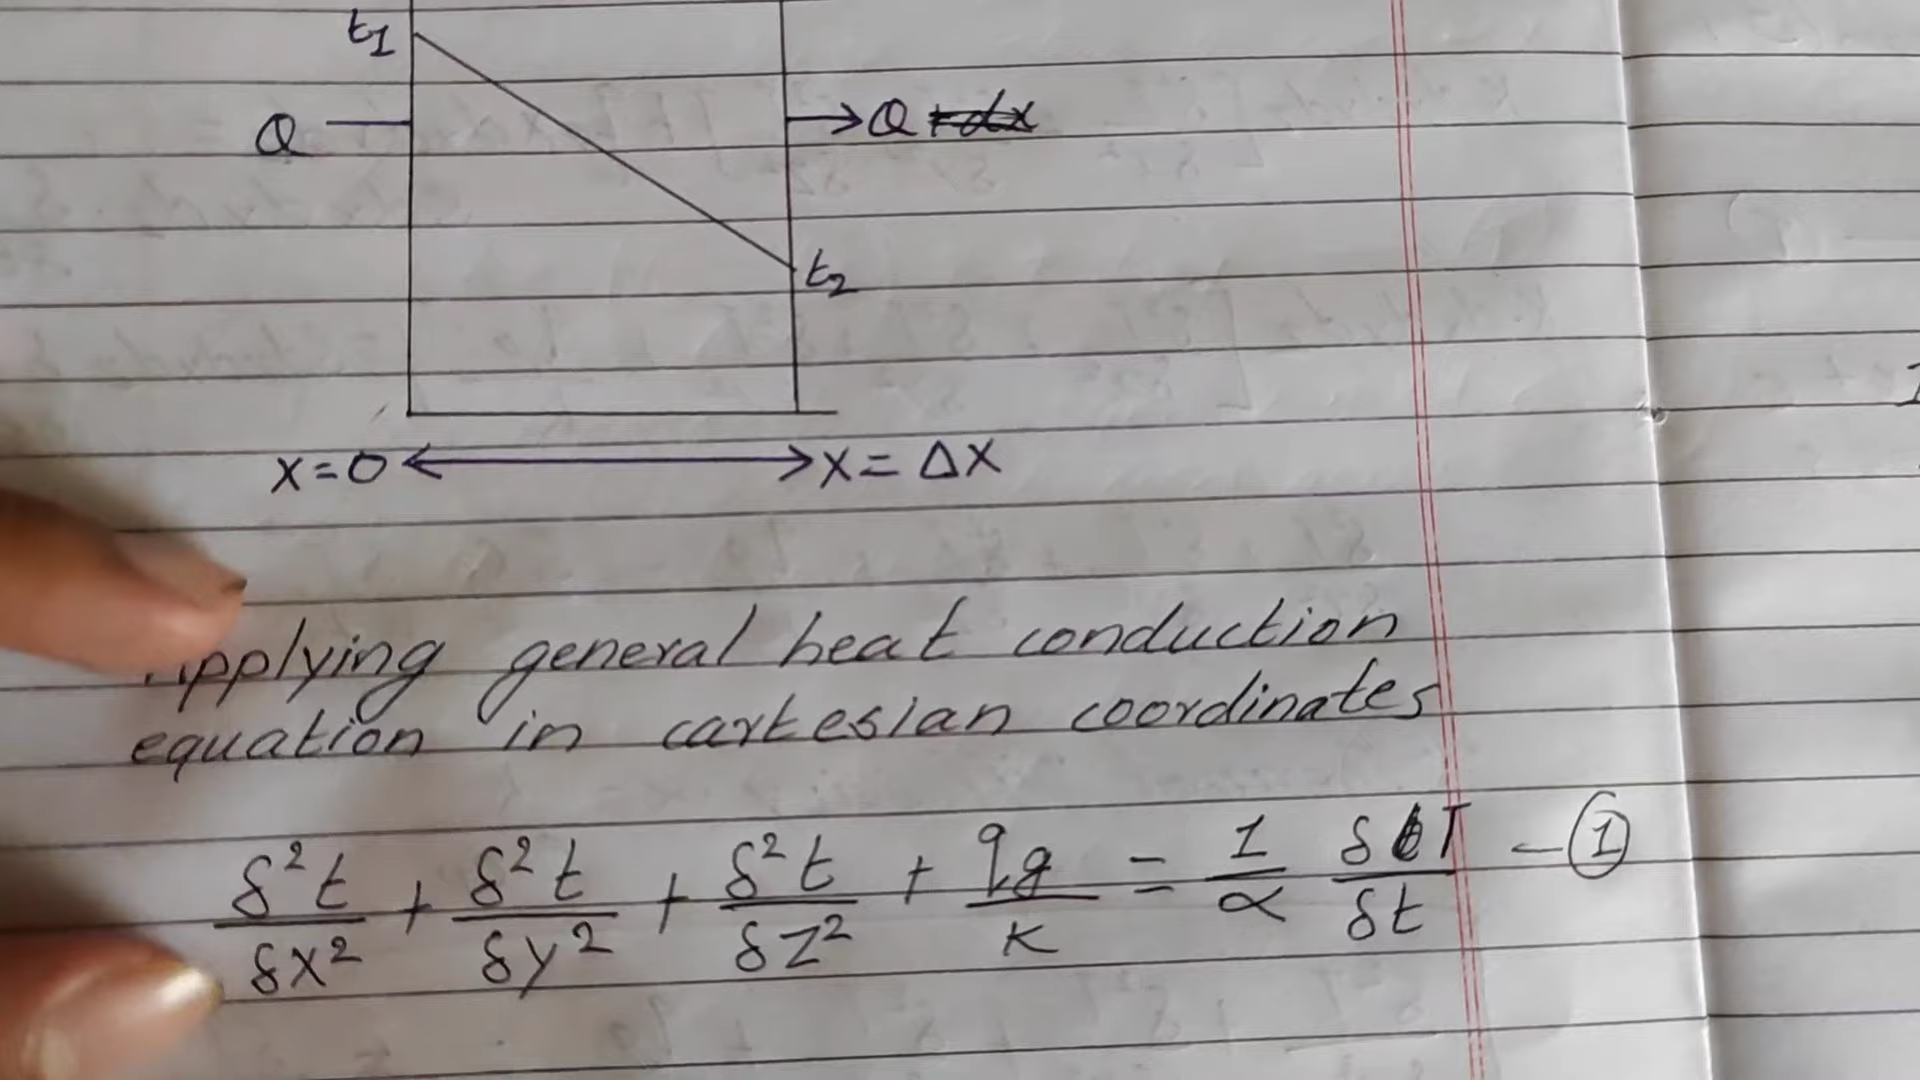 t1
Q → Q
t2
x=0 ↔ x= Δx
pplying general heat conduction
equation in cartesian coordinates
δ²t/δx² + δ²t/δy² + δ²t/δz² + qg/k = 1/α δT/δt - ①